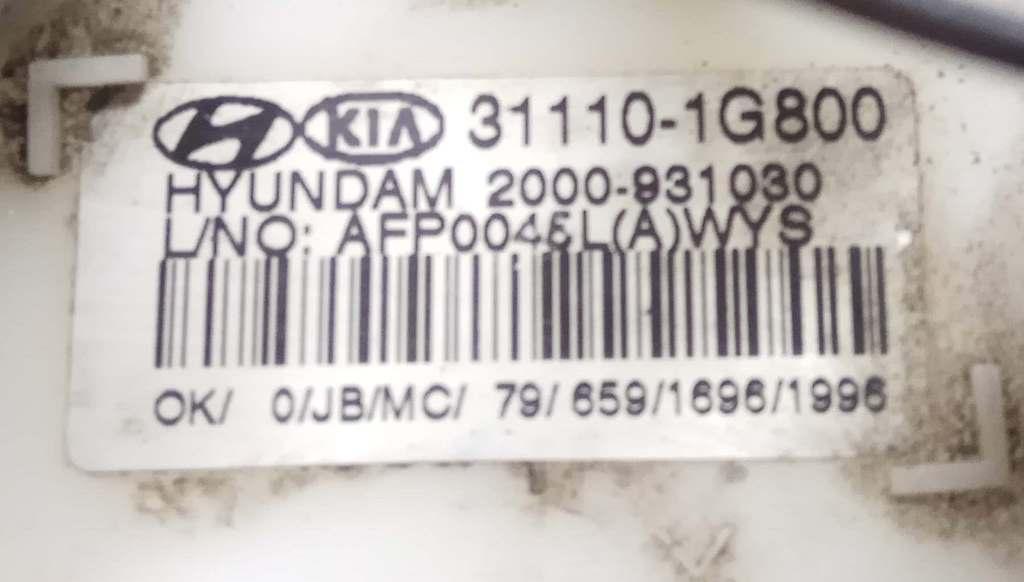 KIA 31110-1G800
HYUNDAM 2000-931030
L/NO: AFP0045L(A)WYS
OK/ 0/JB/MC/ 79/659/1696/1996